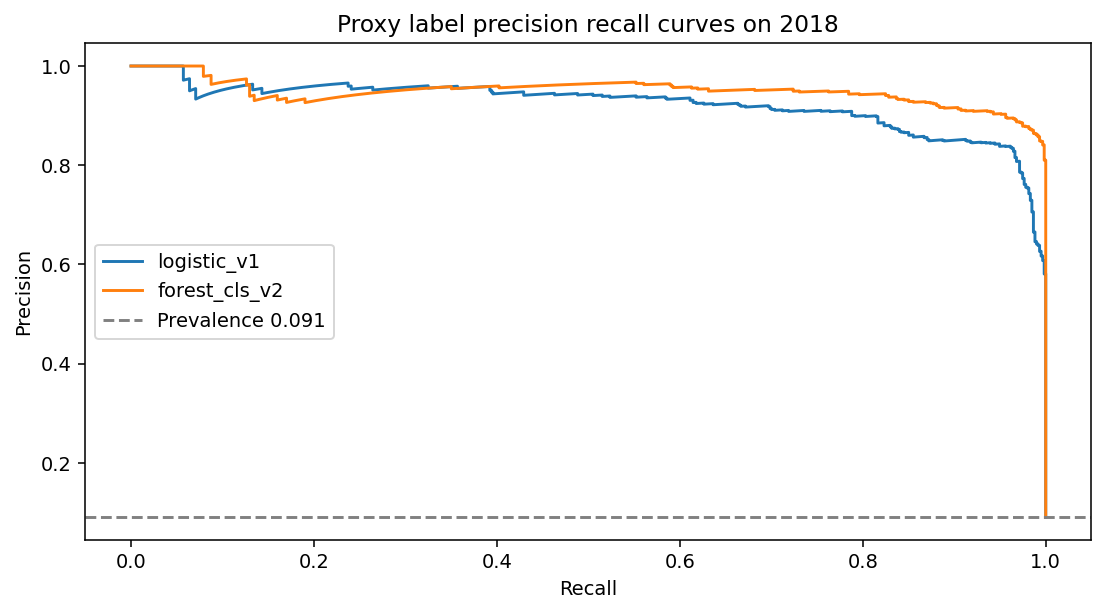 Proxy label precision recall curves on 2018
1.0
0.8
0.6
0.4
0.2
Precision
logistic_v1
forest_cls_v2
Prevalence 0.091
0.0
0.2
0.4
0.6
0.8
1.0
Recall